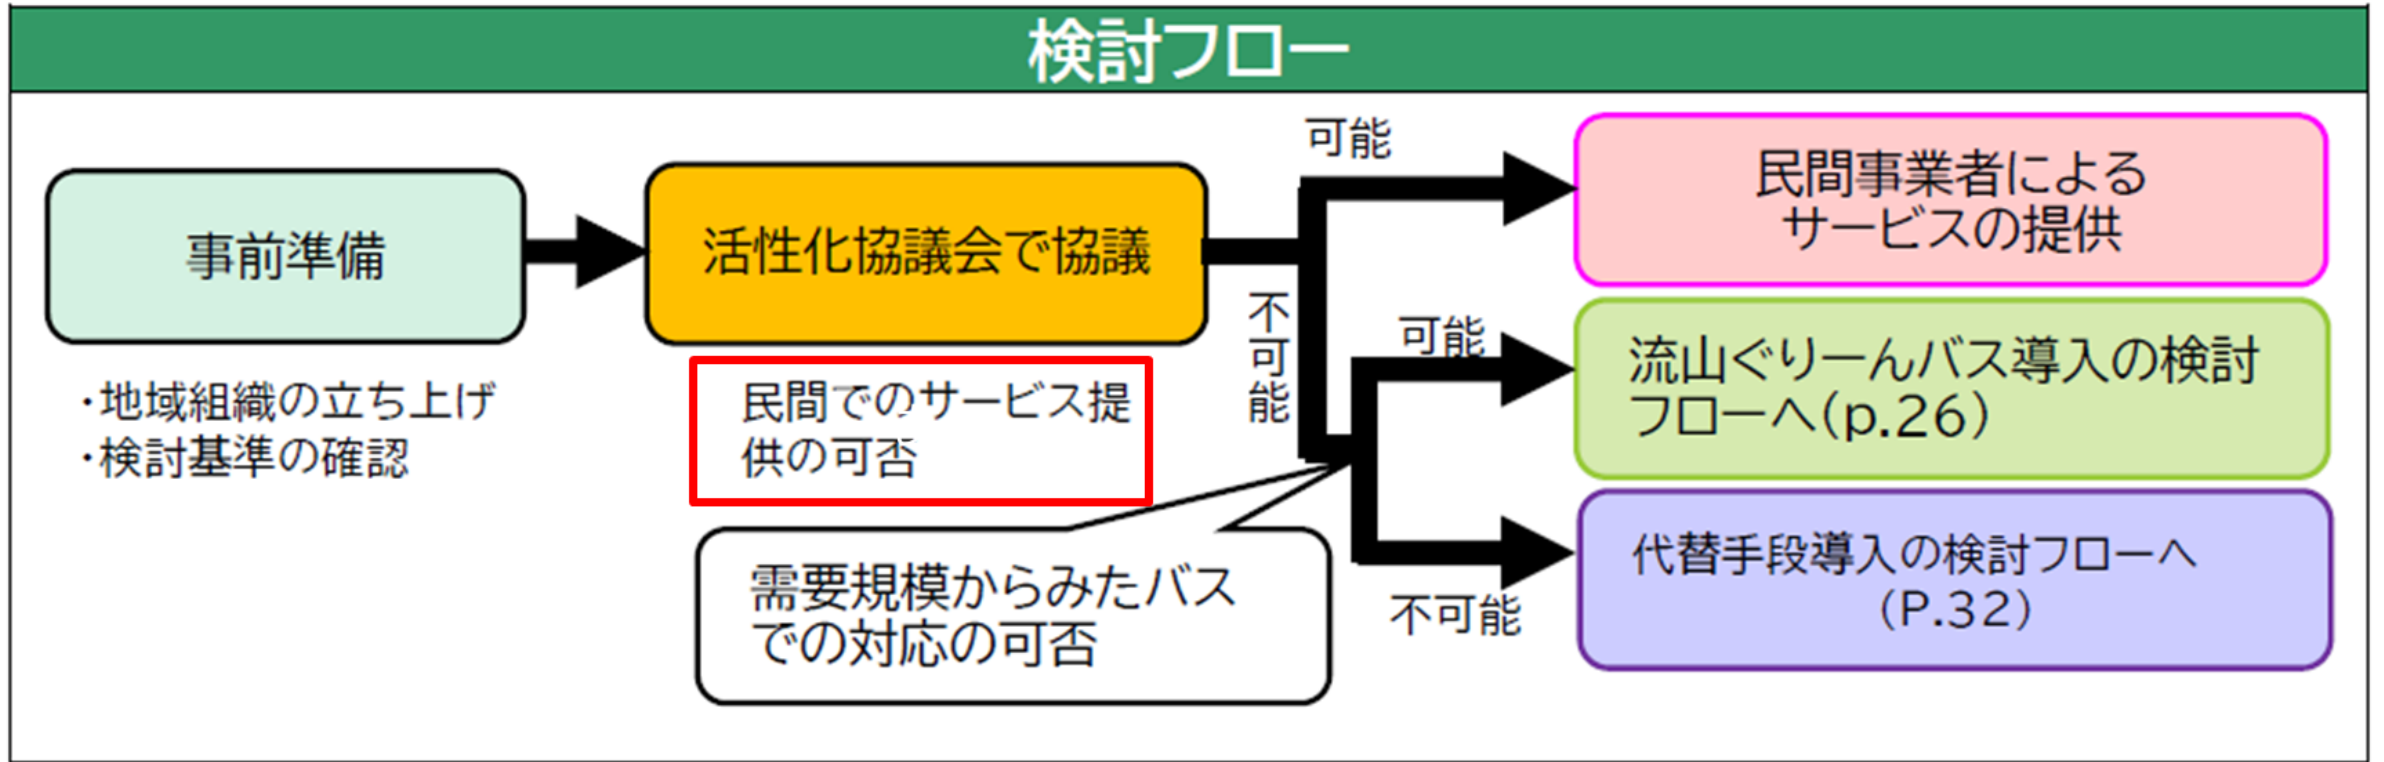 検討フロー
事前準備
・地域組織の立ち上げ
・検討基準の確認
活性化協議会で協議
民間でのサービス提
供の可否
可能
不可能
民間事業者による
サービスの提供
需要規模からみたバス
での対応の可否
可能
流山ぐりーんバス導入の検討
フローへ(p.26)
不可能
代替手段導入の検討フローへ
(P.32)